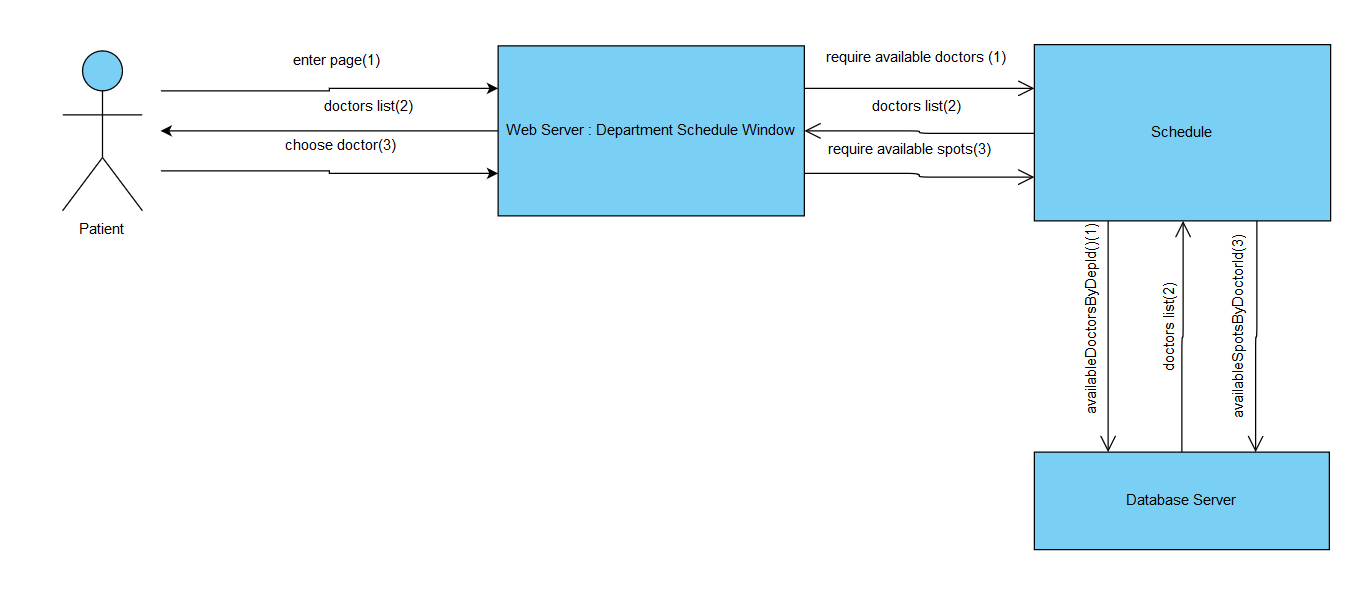 enter page(1)
doctors list(2)
choose doctor(3)
Patient
Web Server : Department Schedule Window
require available doctors (1)
doctors list(2)
require available spots(3)
Schedule
availableDoctorsByDepId()(1)
doctors list(2)
availableSpotsByDoctorId(3)
Database Server